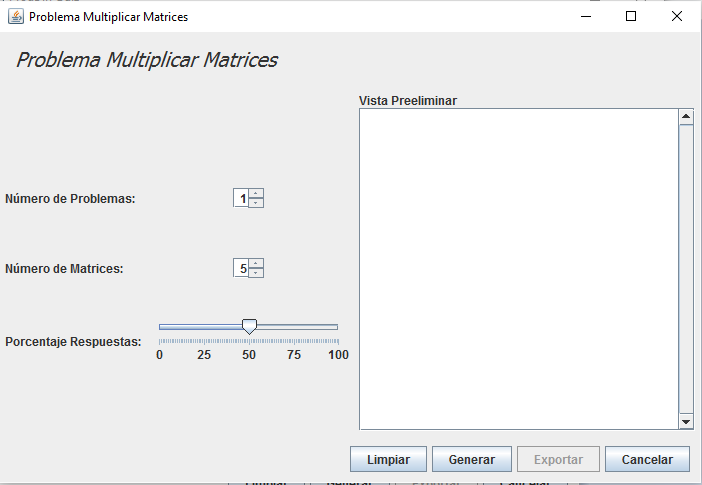 Problema Multiplicar Matrices
Problema Multiplicar Matrices
Vista Preeliminar
Número de Problemas:
1
Número de Matrices:
5
Porcentaje Respuestas:
0 25 50 75 100
Limpiar Generar Exportar Cancelar